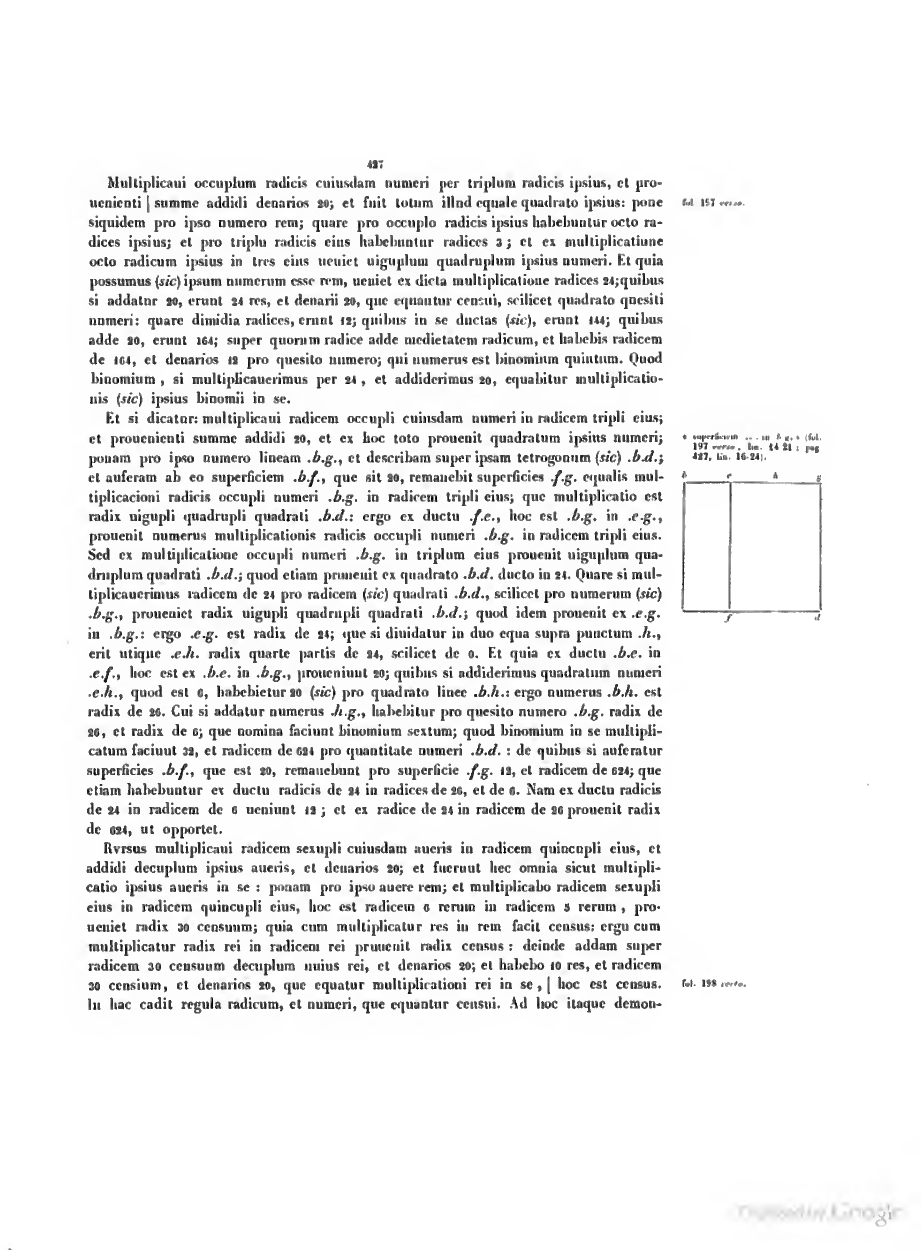 427
Multiplicaui occuplum radicis cuiusdam numeri per triplum radicis ipsius, et pro-
uenienti | summe addidi denarios 20; et fuit totum illud equale quadrato ipsius: pone
fol. 197 verso.
siquidem pro ipso numero rem; quare pro occuplo radicis ipsius habebuntur octo ra-
dices ipsius; et pro triplu radicis eius habebuntur radices 3; et ex multiplicatiune
octo radicum ipsius in tres eius ueuiet uiguplum quadruplum ipsius numeri. Et quia
possumus (sic) ipsum numerum esse rem, ueniet ex dicta multiplicatione radices 24; quibus
si addatur 20, erunt 24 res, et denarii 20, que equantur censui, scilicet quadrato quesiti
numeri: quare dimidia radices, erunt 12; quibus in se ductas (sic), erunt 144; quibus
adde 20, erunt 164; super quorum radice adde medietatem radicum, et habebis radicem
de 164, et denarios 12 pro quesito numero; qui numerus est binomium quintum. Quod
binomium, si multiplicauerimus per 24, et addiderimus 20, equabitur multiplicatio-
nis (sic) ipsius binomii in se.
Et si dicatur: multiplicaui radicem occupli cuiusdam numeri in radicem tripli eius;
et prouenienti summe addidi 20, et ex hoc toto prouenit quadratum ipsius numeri;
ponam pro ipso numero lineam .b.g., et describam super ipsam tetrogonum (sic) .b.d.;
et auferam ab eo superficiem .b.f., que sit 20, remanebit superficies .f.g. equalis mul-
tiplicacioni radicis occupli numeri .b.g. in radicem tripli eius; que multiplicatio est
radix uigupli quadrupli quadrati .b.d.: ergo ex ductu .f.e., hoc est .b.g. in .e.g.,
prouenit numerus multiplicationis radicis occupli numeri .b.g. in radicem tripli eius.
Sed ex multiplicatione occupli numeri .b.g. in triplum eius prouenit uiguplum qua-
druplum quadrati .b.d.; quod etiam prouenit ex quadrato .b.d. ducto in 24. Quare si mul-
tiplicauerimus radicem de 24 pro radicem (sic) quadrati .b.d., scilicet pro numerum (sic)
.b.g., proueniet radix uigupli quadrupli quadrati .b.d.; quod idem prouenit ex .e.g.
in .b.g.: ergo .e.g. est radix de 24; que si diuidatur in duo equa supra punctum .h.,
erit utique .e.h. radix quarte partis de 24, scilicet de 6. Et quia ex ductu .b.e. in
.e.f., hoc est ex .b.e. in .b.g., proueniunt 20; quibus si addiderimus quadratum numeri
.e.h., quod est 6, habebietur 20 (sic) pro quadrato linee .b.h.: ergo numerus .b.h. est
radix de 26. Cui si addatur numerus .h.g., habebitur pro quesito numero .b.g. radix de
26, et radix de 6; que nomina faciunt binomium sextum; quod binomium in se multipli-
catum faciuut 32, et radicem de 624 pro quantitate numeri .b.d. : de quibus si auferatur
superficies .b.f., que est 20, remanebunt pro superficie .f.g. 12, et radicem de 624; que
etiam habebuntur ex ductu radicis de 24 in radices de 26, et de 6. Nam ex ductu radicis
de 24 in radicem de 6 ueniunt 12; et ex radice de 24 in radicem de 26 prouenit radix
de 624, ut opportet.
« superficiem ... in b g. » (fol.
197 verso, lin. 14-21; pag.
427, lin. 16-24).
b e h g
f d
Rvrsus multiplicaui radicem sexupli cuiusdam aueris in radicem quincupli eius, et
addidi decuplum ipsius aueris, et denarios 20; et fuerunt hec omnia sicut multipli-
catio ipsius aueris in se : ponam pro ipso auere rem; et multiplicabo radicem sexupli
eius in radicem quincupli eius, hoc est radicem 6 rerum in radicem 5 rerum, pro-
ueniet radix 30 censuum; quia cum multiplicatur res in rem facit census: ergu cum
multiplicatur radix rei in radicem rei prouenit radix census : deinde addam super
radicem 30 censuum decuplum unius rei, et denarios 20; et habebo 10 res, et radicem
30 censium, et denarios 20, que equatur multiplicationi rei in se, | hoc est census.
fol. 198 recto.
In hac cadit regula radicum, et numeri, que equantur censui. Ad hoc itaque demon-
Digitized by Google